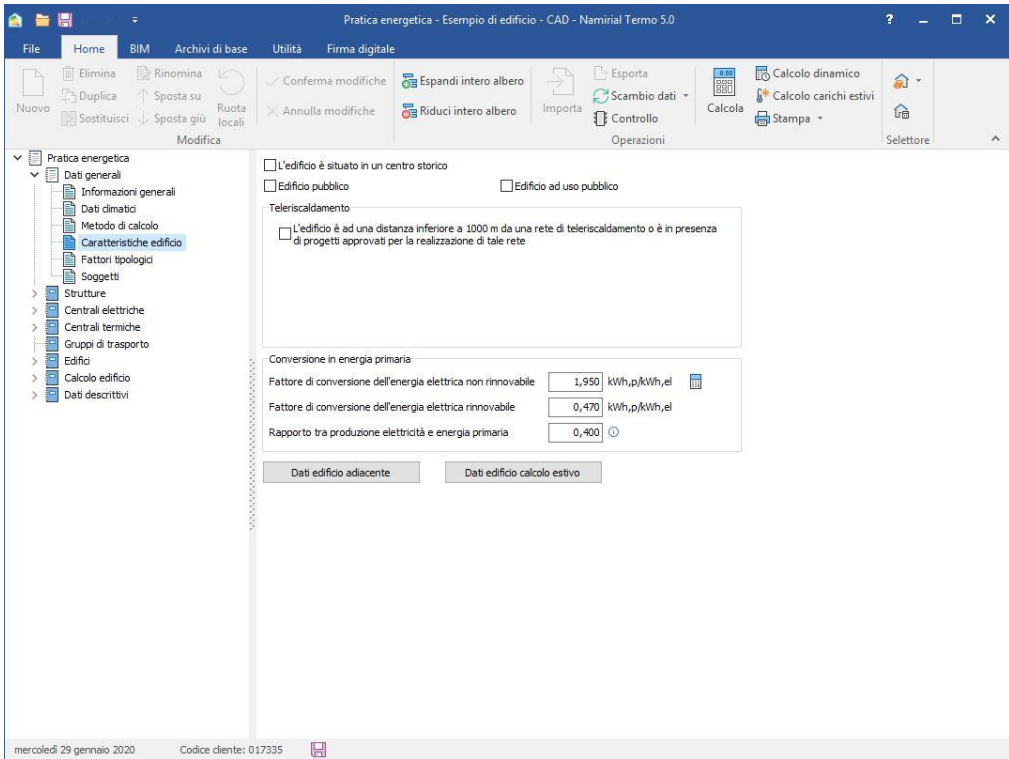 Pratica energetica - Esempio di edificio - CAD - Namirial Termo 5.0
?
File Home BIM Archivi di base Utilità Firma digitale
Nuovo
Elimina
Duplica
Sostituisci
Rinomina
Sposta su
Sposta giù
Ruota locali
Modifica
Conferma modifiche
Annulla modifiche
Espandi intero albero
Riduci intero albero
Importa
Esporta
Scambio dati
Controllo
0.00
Calcola
Calcolo dinamico
Calcolo carichi estivi
Stampa
Operazioni
Selettore
Pratica energetica
Dati generali
Informazioni generali
Dati climatici
Metodo di calcolo
Caratteristiche edificio
Fattori tipologici
Soggetti
Strutture
Centrali elettriche
Centrali termiche
Gruppi di trasporto
Edifici
Calcolo edificio
Dati descrittivi
L'edificio è situato in un centro storico
Edificio pubblico Edificio ad uso pubblico
Teleriscaldamento
L'edificio è ad una distanza inferiore a 1000 m da una rete di teleriscaldamento o è in presenza
di progetti approvati per la realizzazione di tale rete
Conversione in energia primaria
Fattore di conversione dell'energia elettrica non rinnovabile 1,950 kWh,p/kWh,el
Fattore di conversione dell'energia elettrica rinnovabile 0,470 kWh,p/kWh,el
Rapporto tra produzione elettricità e energia primaria 0,400
Dati edificio adiacente Dati edificio calcolo estivo
mercoledì 29 gennaio 2020 Codice cliente: 017335